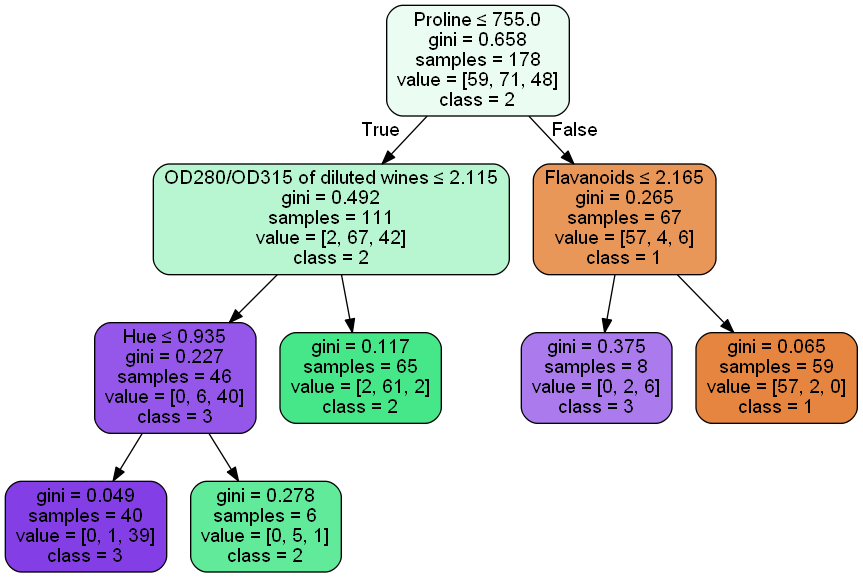 Proline ≤ 755.0
gini = 0.658
samples = 178
value = [59, 71, 48]
class = 2
True
False
OD280/OD315 of diluted wines ≤ 2.115
gini = 0.492
samples = 111
value = [2, 67, 42]
class = 2
Flavanoids ≤ 2.165
gini = 0.265
samples = 67
value = [57, 4, 6]
class = 1
Hue ≤ 0.935
gini = 0.227
samples = 46
value = [0, 6, 40]
class = 3
gini = 0.117
samples = 65
value = [2, 61, 2]
class = 2
gini = 0.375
samples = 8
value = [0, 2, 6]
class = 3
gini = 0.065
samples = 59
value = [57, 2, 0]
class = 1
gini = 0.049
samples = 40
value = [0, 1, 39]
class = 3
gini = 0.278
samples = 6
value = [0, 5, 1]
class = 2